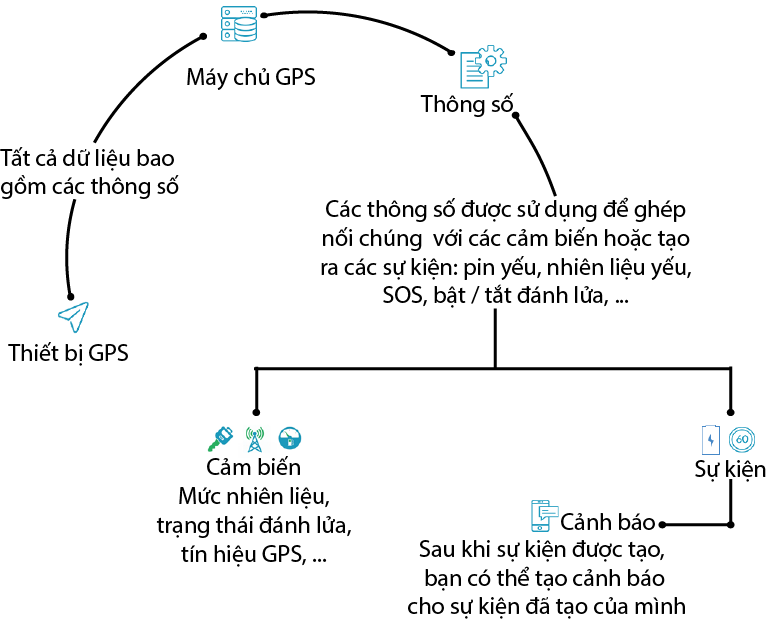 Máy chủ GPS
Thông số
Tất cả dữ liệu bao
gồm các thông số
Các thông số được sử dụng để ghép
nối chúng với các cảm biến hoặc tạo
ra các sự kiện: pin yếu, nhiên liệu yếu,
SOS, bật / tắt đánh lửa, ...
Thiết bị GPS
60
Cảm biến
Mức nhiên liệu,
trạng thái đánh lửa,
tín hiệu GPS, ...
Sự kiện
Cảnh báo
Sau khi sự kiện được tạo,
bạn có thể tạo cảnh báo
cho sự kiện đã tạo của mình